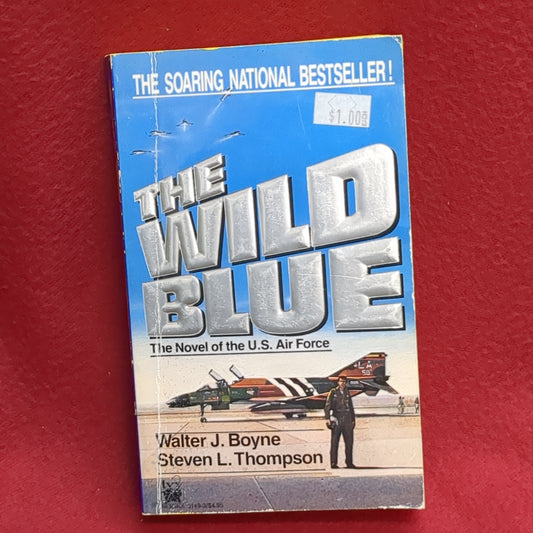 THE SOARING NATIONAL BESTSELLER!
$1.00
THE
WILD
BLUE
The Novel of the U.S. Air Force
LA
Walter J. Boyne
Steven L. Thompson